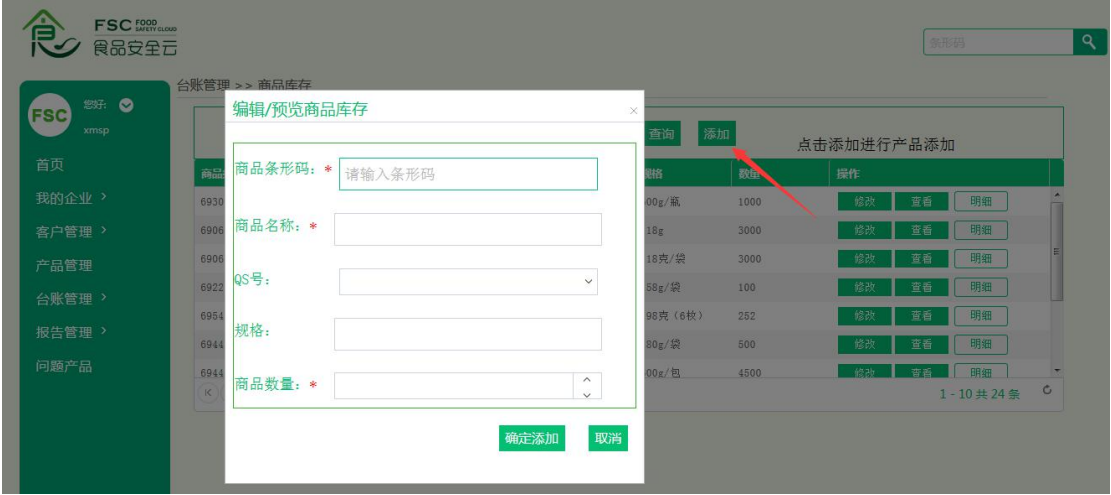 FSC FOOD SAFETY CLOUD
食品安全云
条形码
台账管理 >> 商品库存
FSC
您好:
xmsp
首页
我的企业
客户管理
产品管理
台账管理
报告管理
问题产品
编辑/预览商品库存
×
商品条形码: *
请输入条形码
商品名称: *
QS号:
规格:
商品数量: *
确定添加 取消
查询 添加
点击添加进行产品添加
商品 规格 数量 操作
6930 00g/瓶 1000 修改 查看 明细
6906 18g 3000 修改 查看 明细
6906 18克/袋 3000 修改 查看 明细
6922 58g/袋 100 修改 查看 明细
6954 98克 (6枚) 252 修改 查看 明细
6944 80g/袋 500 修改 查看 明细
6944 00g/包 4500 修改 查看 明细
1 - 10 共 24 条